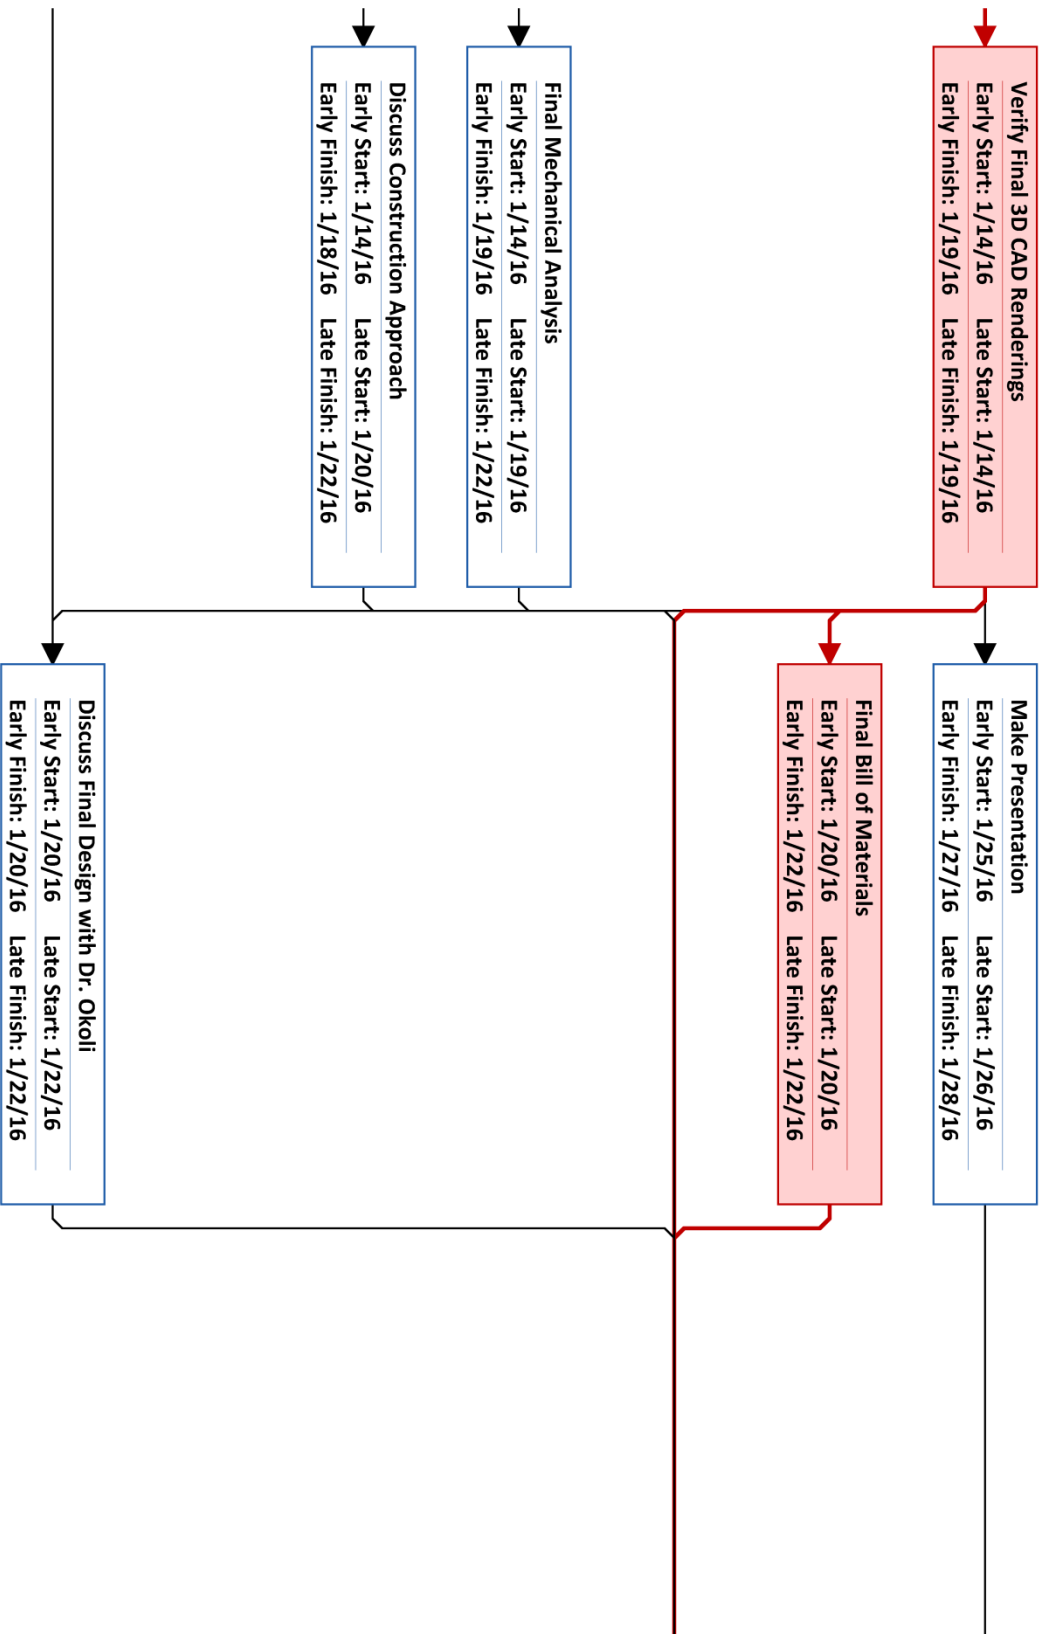 Verify Final 3D CAD Renderings
Early Start: 1/14/16 Late Start: 1/14/16
Early Finish: 1/19/16 Late Finish: 1/19/16
Final Mechanical Analysis
Early Start: 1/14/16 Late Start: 1/19/16
Early Finish: 1/19/16 Late Finish: 1/22/16
Discuss Construction Approach
Early Start: 1/14/16 Late Start: 1/20/16
Early Finish: 1/18/16 Late Finish: 1/22/16
Make Presentation
Early Start: 1/25/16 Late Start: 1/26/16
Early Finish: 1/27/16 Late Finish: 1/28/16
Final Bill of Materials
Early Start: 1/20/16 Late Start: 1/20/16
Early Finish: 1/22/16 Late Finish: 1/22/16
Discuss Final Design with Dr. Okoli
Early Start: 1/20/16 Late Start: 1/22/16
Early Finish: 1/20/16 Late Finish: 1/22/16